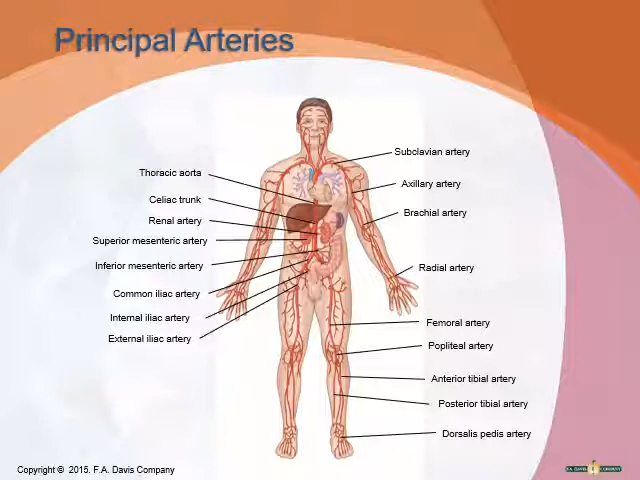 Principal Arteries
Subclavian artery
Thoracic aorta
Axillary artery
Celiac trunk
Brachial artery
Renal artery
Superior mesenteric artery
Inferior mesenteric artery
Radial artery
Common iliac artery
Internal iliac artery
Femoral artery
External iliac artery
Popliteal artery
Anterior tibial artery
Posterior tibial artery
Dorsalis pedis artery
Copyright © 2015. F.A. Davis Company
F.A. DAVIS COMPANY